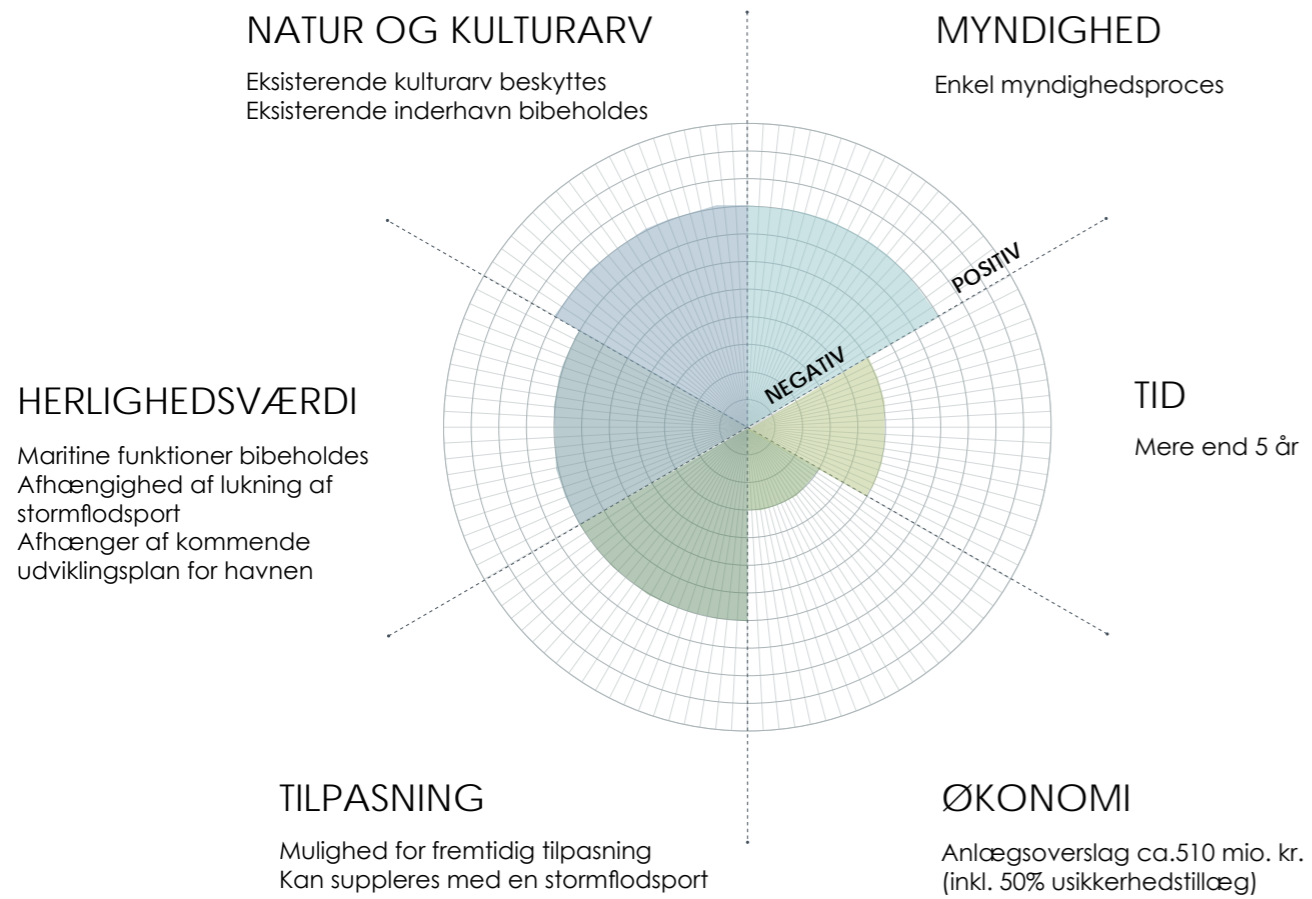 NATUR OG KULTURARV
Eksisterende kulturarv beskyttes
Eksisterende inderhavn bibeholdes
MYNDIGHED
Enkel myndighedsproces
POSITIV
NEGATIV
HERLIGHEDSVÆRDI
Maritine funktioner bibeholdes
Afhængighed af lukning af
stormflodsport
Afhænger af kommende
udviklingsplan for havnen
TID
Mere end 5 år
TILPASNING
Mulighed for fremtidig tilpasning
Kan suppleres med en stormflodsport
ØKONOMI
Anlægsoverslag ca.510 mio. kr.
(inkl. 50% usikkerhedstillæg)